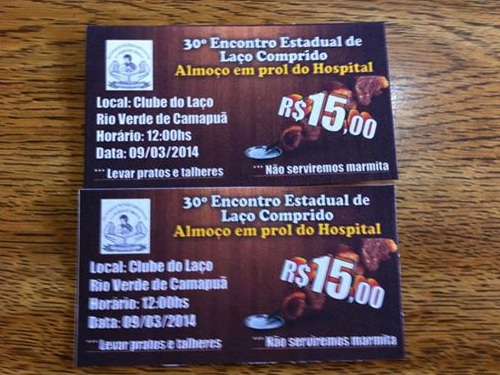 30º Encontro Estadual de
Laço Comprido
Almoço em prol do Hospital
Local: Clube do Laço
Rio Verde de Camapuã
Horário: 12:00hs
Data: 09/03/2014
R$15,00
*** Levar pratos e talheres
*** Não serviremos marmita
30º Encontro Estadual de
Laço Comprido
Almoço em prol do Hospital
Local: Clube do Laço
Rio Verde de Camapuã
Horário: 12:00hs
Data: 09/03/2014
R$15,00
*** Levar pratos e talheres
*** Não serviremos marmita